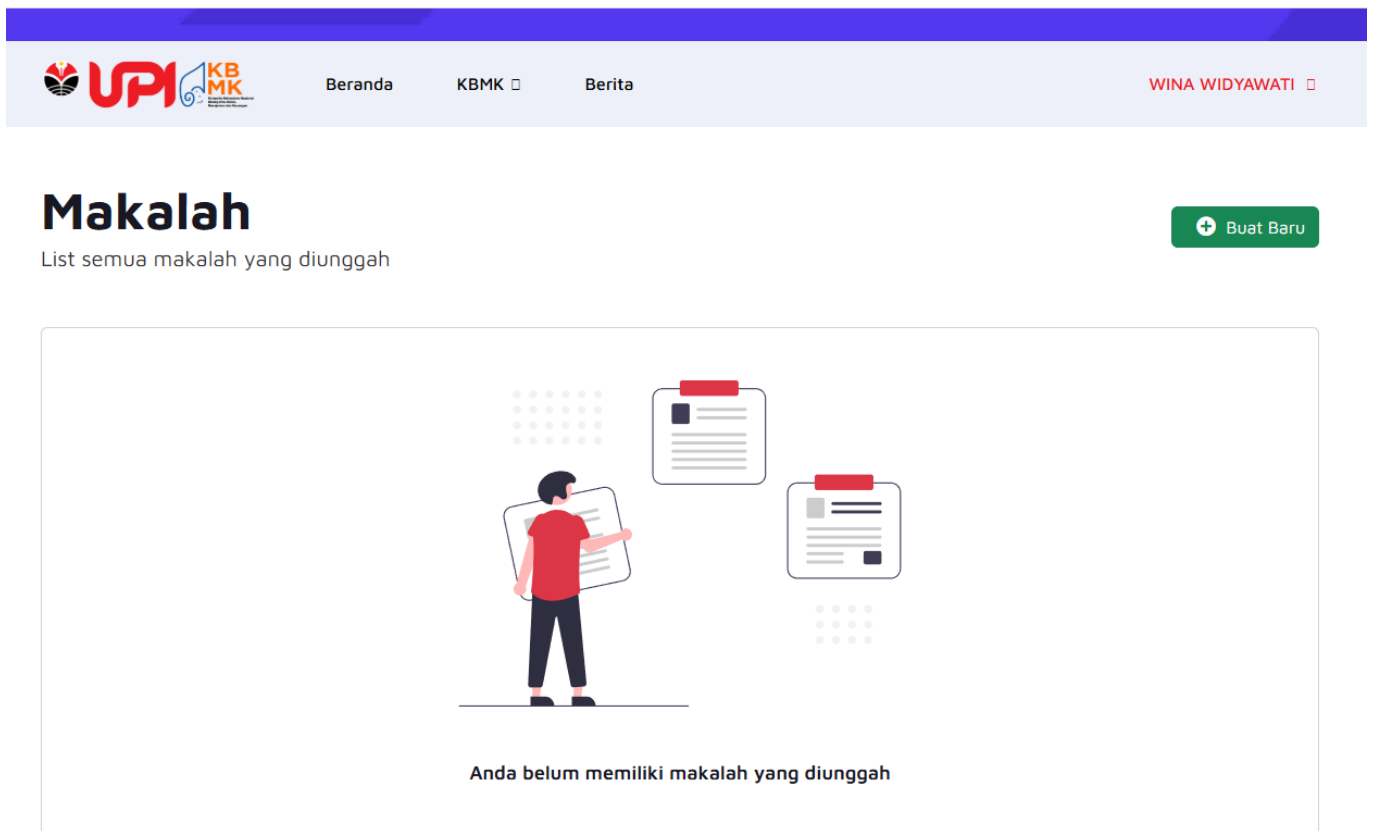 UPI KB
MK
Beranda
KBMK
Berita
WINA WIDYAWATI
Makalah
Buat Baru
List semua makalah yang diunggah
Anda belum memiliki makalah yang diunggah